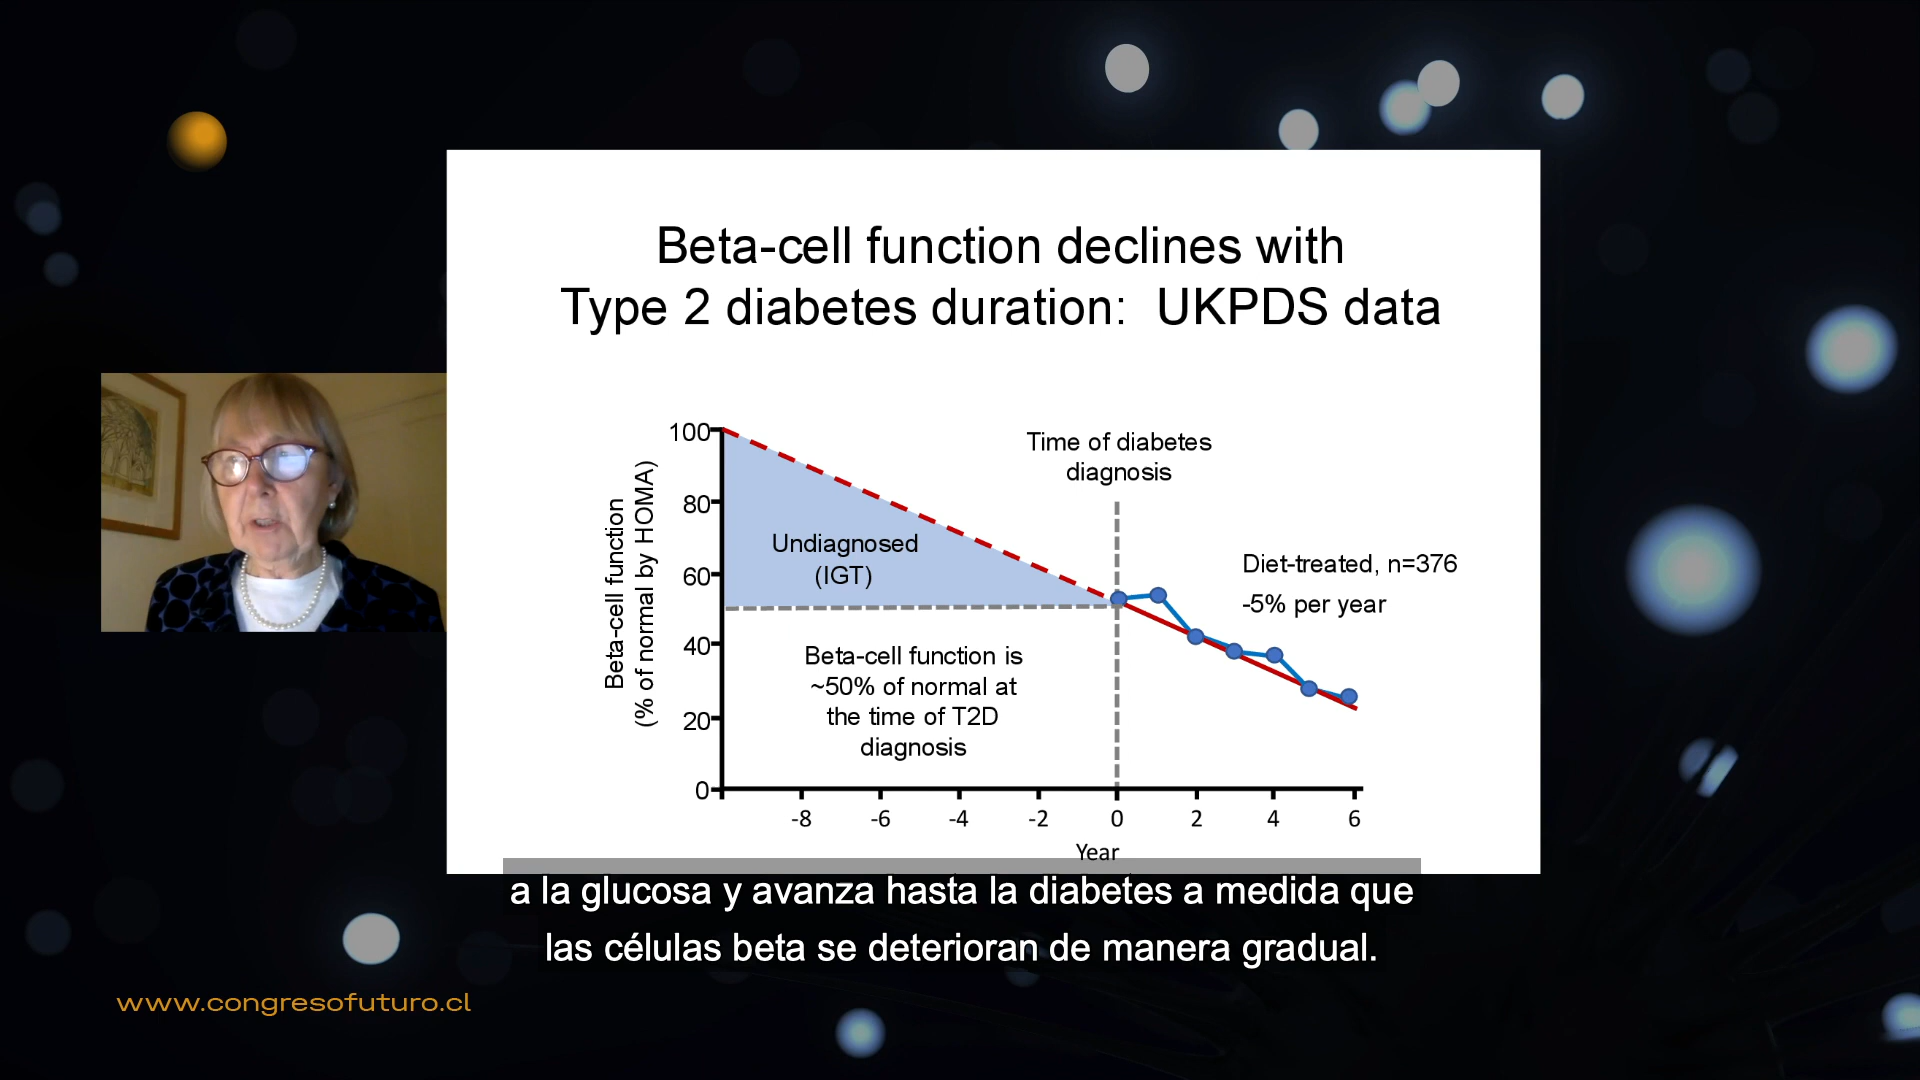 Beta-cell function declines with
Type 2 diabetes duration: UKPDS data
Beta-cell function
(% of normal by HOMA)
100
80
60
40
20
0
Undiagnosed
(IGT)
Beta-cell function is
~50% of normal at
the time of T2D
diagnosis
Time of diabetes
diagnosis
Diet-treated, n=376
-5% per year
-8 -6 -4 -2 0 2 4 6
Year
a la glucosa y avanza hasta la diabetes a medida que
las células beta se deterioran de manera gradual.
www.congresofuturo.cl